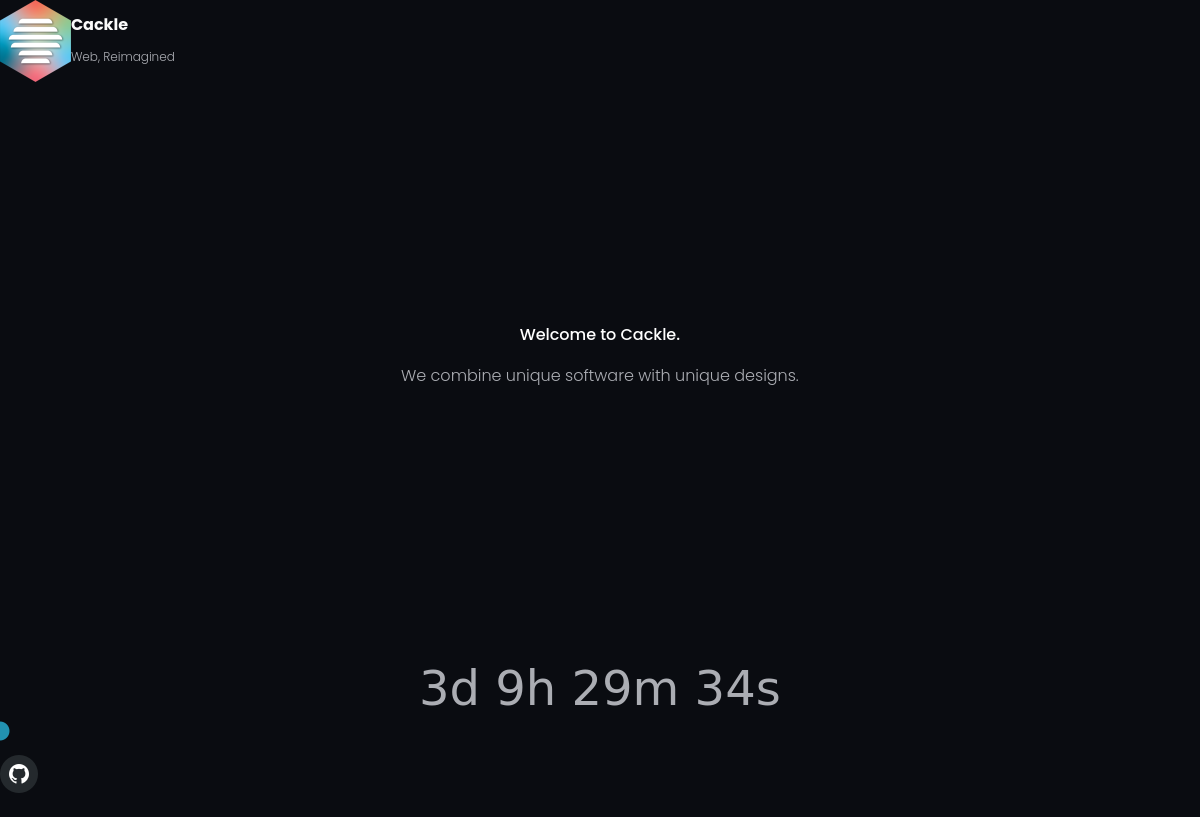 Cackle
Web, Reimagined
Welcome to Cackle.
We combine unique software with unique designs.
3d 9h 29m 34s